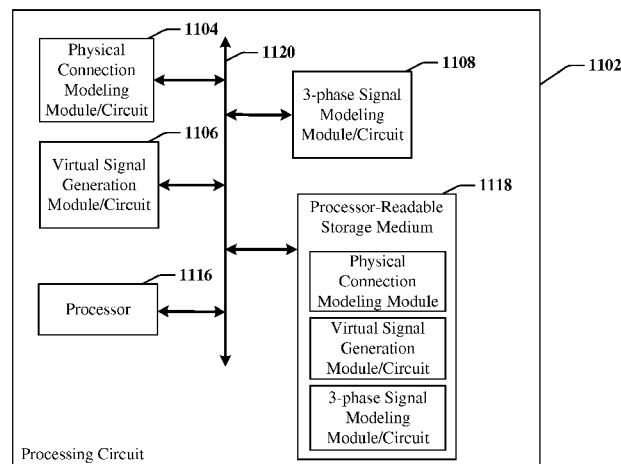 1104
Physical
Connection
Modeling
Module/Circuit
1120
1108
3-phase Signal
Modeling
Module/Circuit
1102
1106
Virtual Signal
Generation
Module/Circuit
1118
Processor-Readable
Storage Medium
Physical
Connection
Modeling Module
Virtual Signal
Generation
Module/Circuit
3-phase Signal
Modeling
Module/Circuit
1116
Processor
Processing Circuit